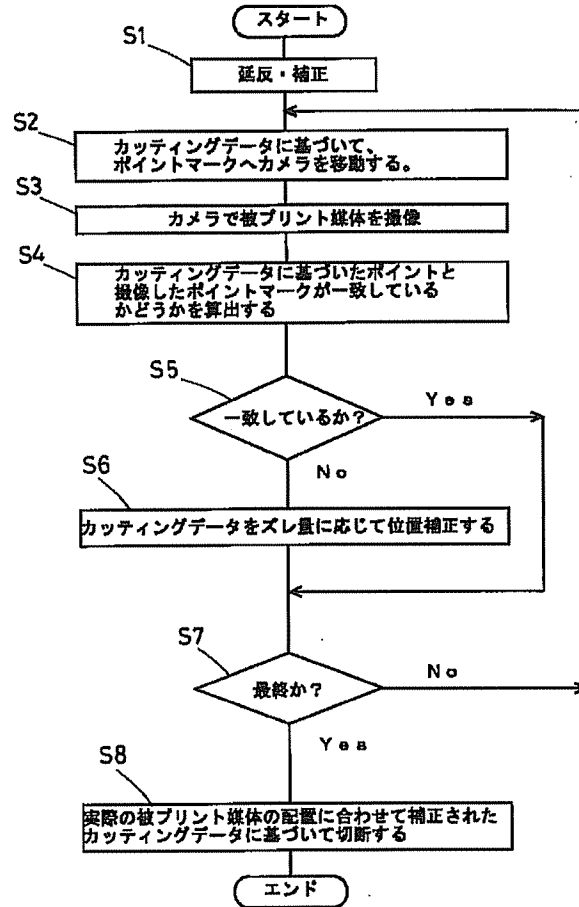 スタート
S1
延反・補正
S2
カッティングデータに基づいて、
ポイントマークへカメラを移動する。
S3
カメラで被プリント媒体を撮像
S4
カッティングデータに基づいたポイントと
撮像したポイントマークが一致している
かどうかを算出する
S5
一致しているか?
Yes
No
S6
カッティングデータをズレ量に応じて位置補正する
S7
最終か?
No
Yes
S8
実際の被プリント媒体の配置に合わせて補正された
カッティングデータに基づいて切断する
エンド